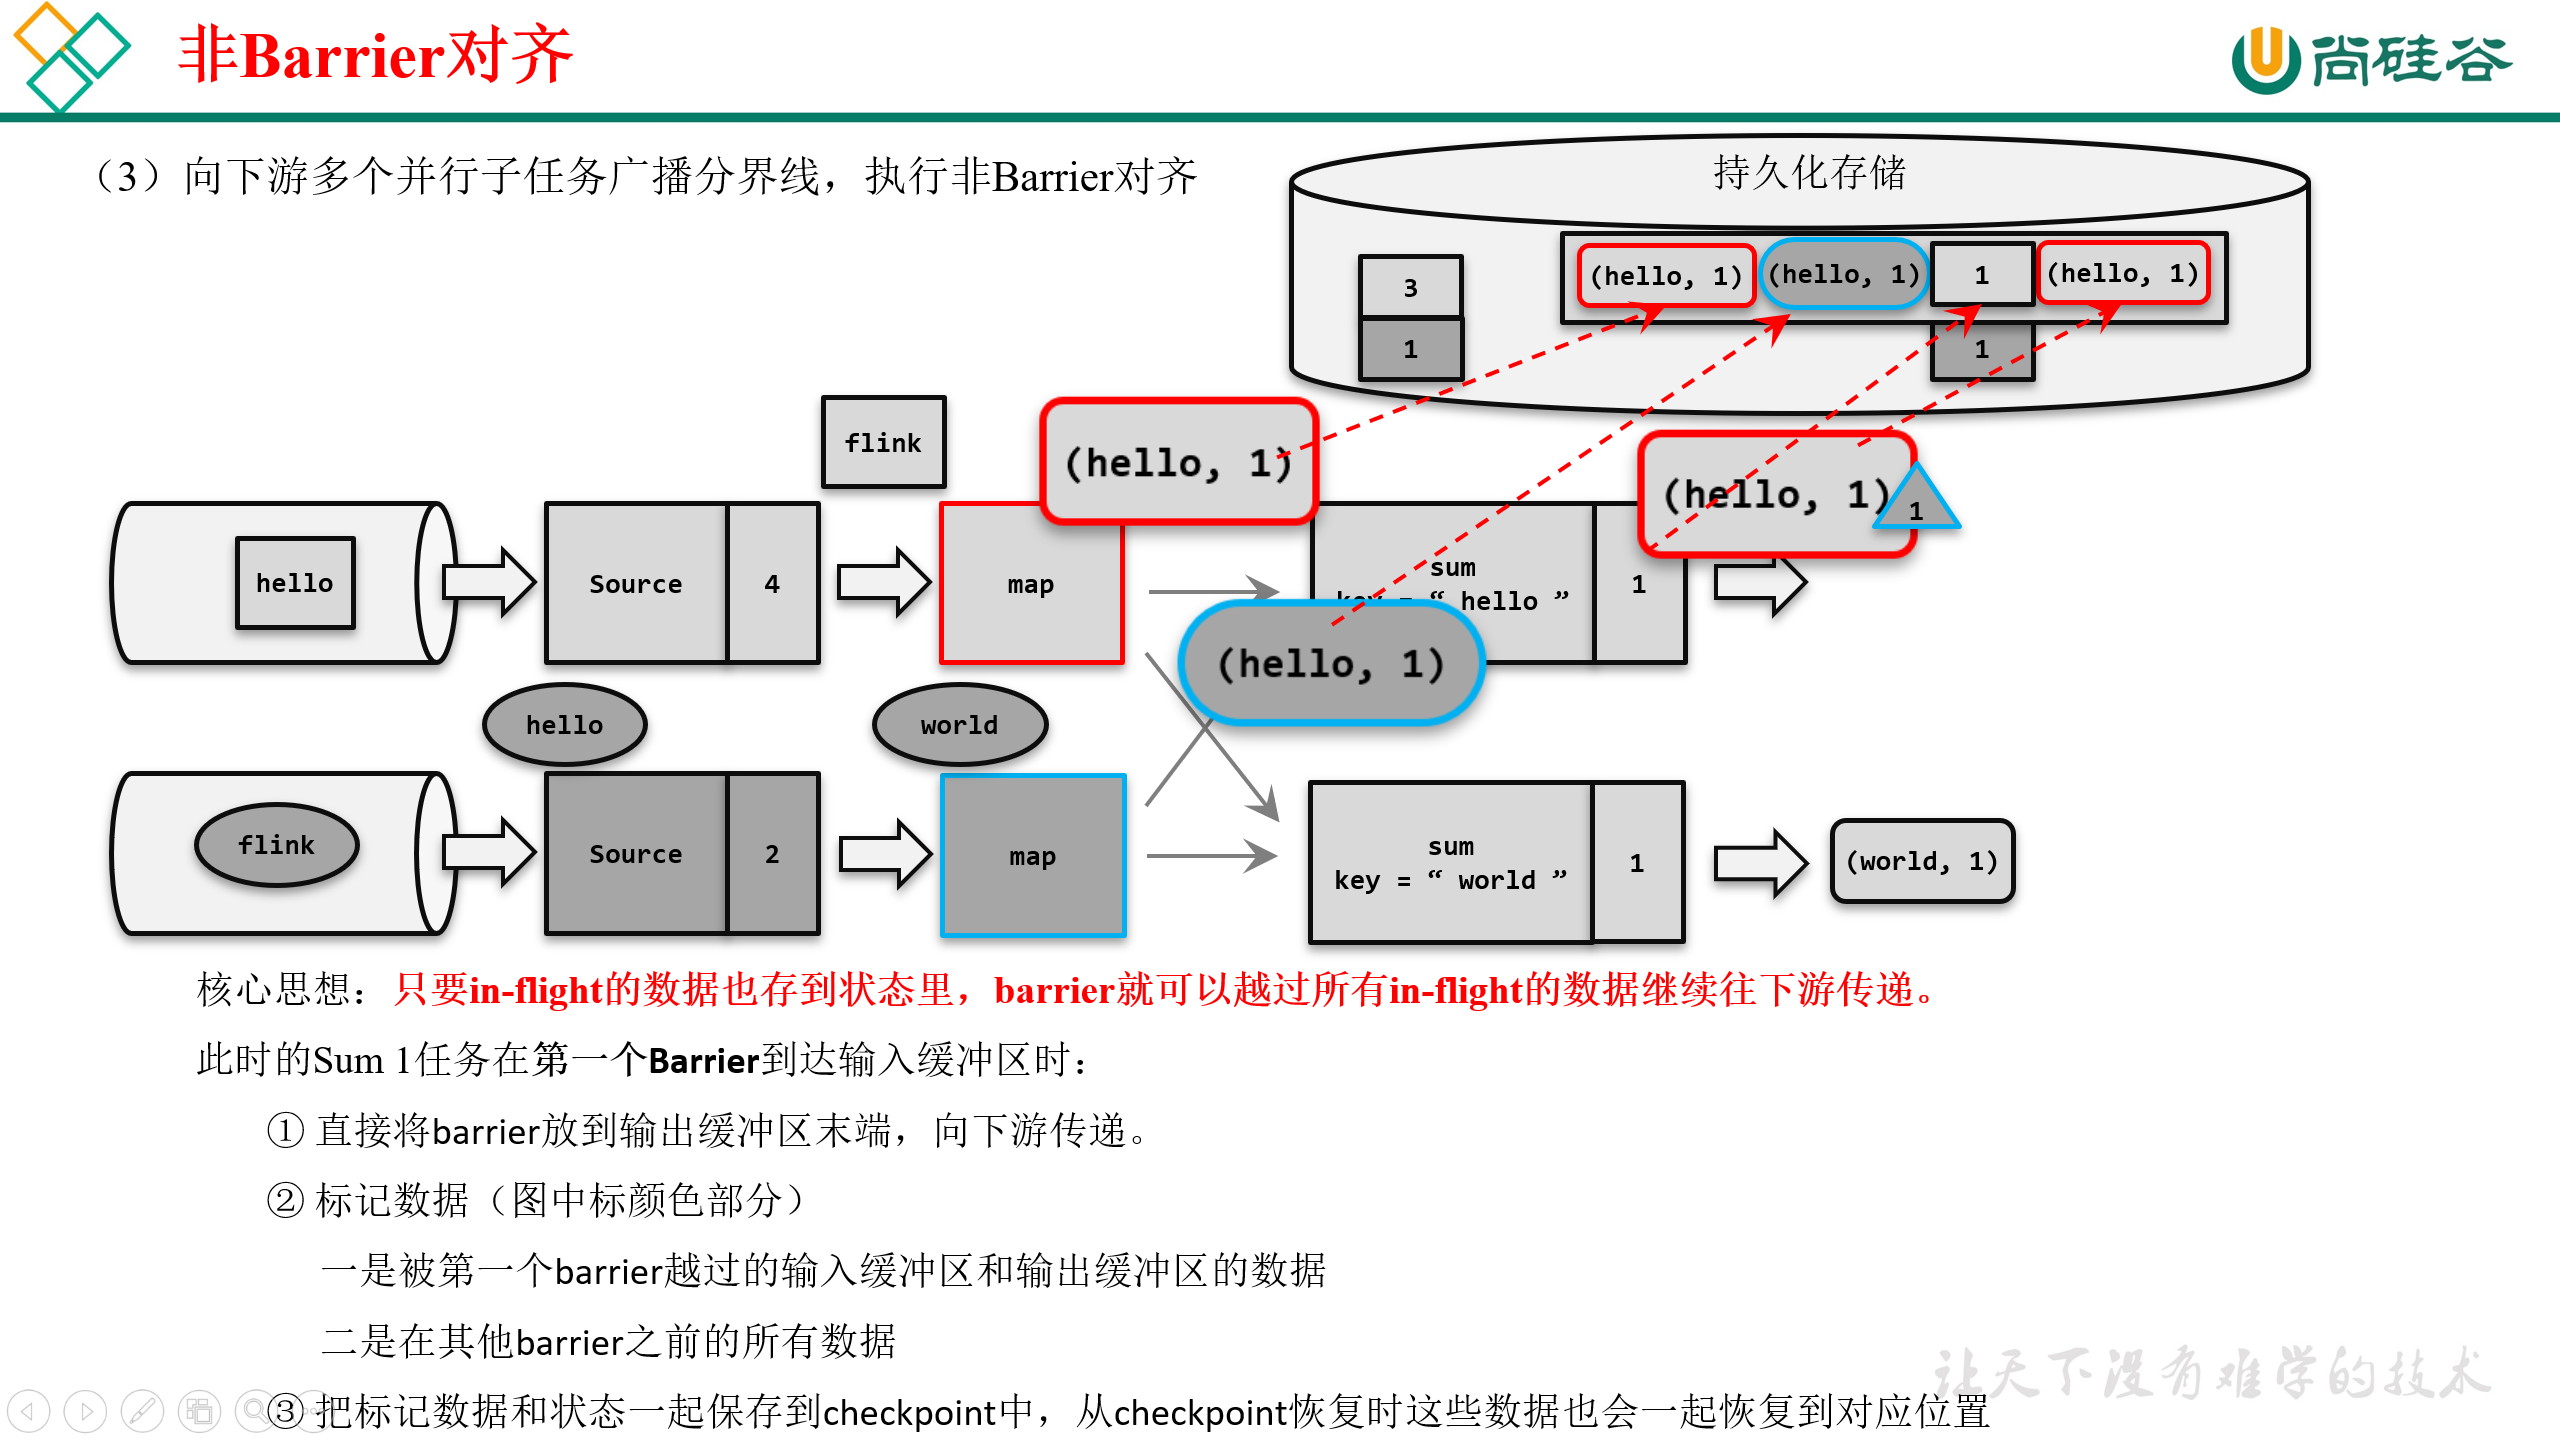 非Barrier对齐
尚硅谷
（3）向下游多个并行子任务广播分界线，执行非Barrier对齐
持久化存储
(hello, 1)
(hello, 1)
1
(hello, 1)
3
1
1
flink
(hello, 1)
(hello, 1)
1
hello
Source
4
map
sum
key = “ hello ”
1
(hello, 1)
hello
world
flink
Source
2
map
sum
key = “ world ”
1
(world, 1)
核心思想：只要in-flight的数据也存到状态里，barrier就可以越过所有in-flight的数据继续往下游传递。
此时的Sum 1任务在第一个Barrier到达输入缓冲区时：
① 直接将barrier放到输出缓冲区末端，向下游传递。
② 标记数据（图中标颜色部分）
一是被第一个barrier越过的输入缓冲区和输出缓冲区的数据
二是在其他barrier之前的所有数据
让天下没有难学的技术
③ 把标记数据和状态一起保存到checkpoint中，从checkpoint恢复时这些数据也会一起恢复到对应位置